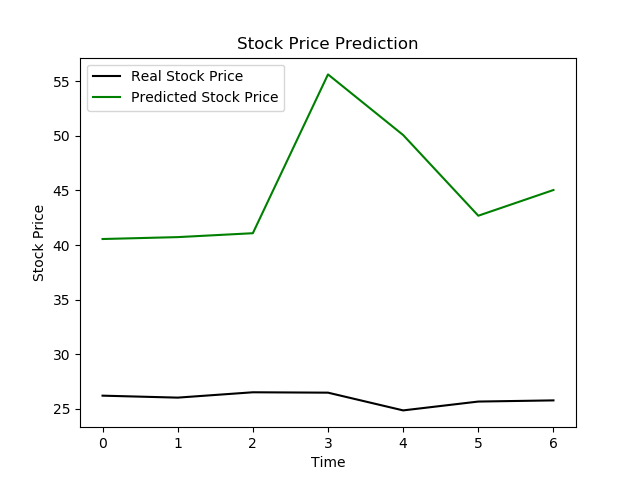 Stock Price Prediction
Real Stock Price
Predicted Stock Price
Stock Price
55
50
45
40
35
30
25
0 1 2 3 4 5 6
Time